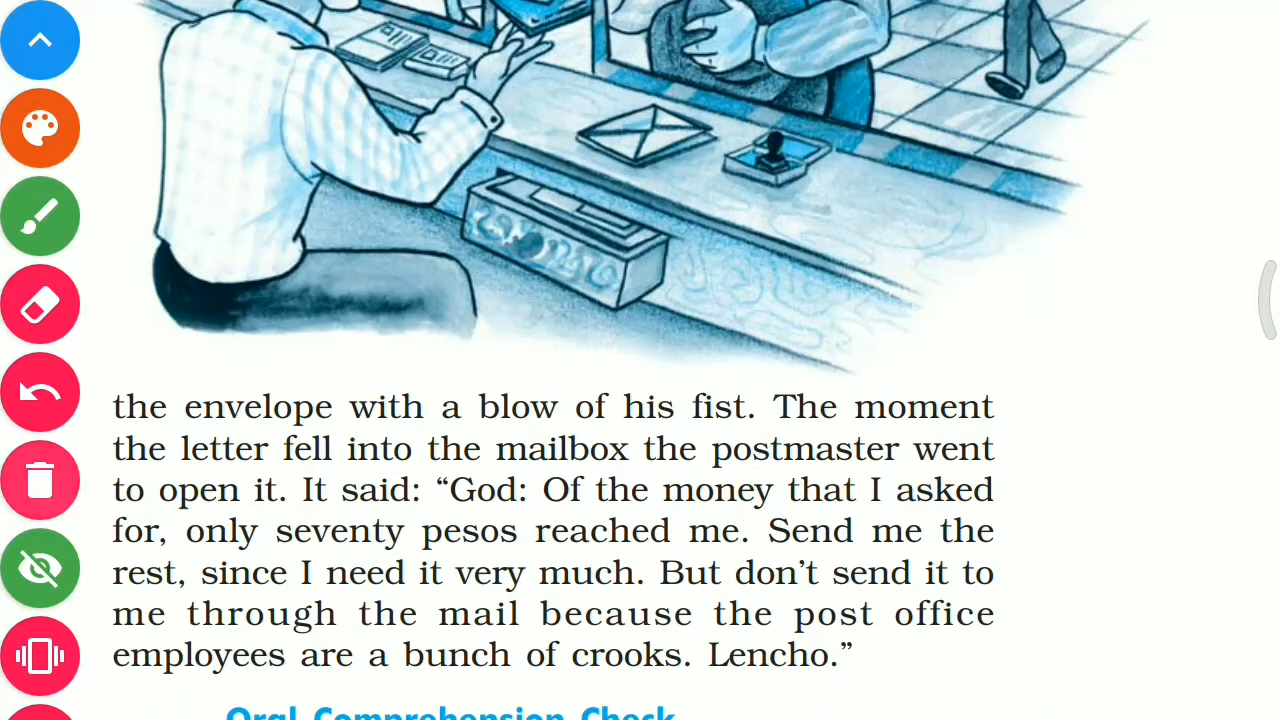 the envelope with a blow of his fist. The moment
the letter fell into the mailbox the postmaster went
to open it. It said: “God: Of the money that I asked
for, only seventy pesos reached me. Send me the
rest, since I need it very much. But don’t send it to
me through the mail because the post office
employees are a bunch of crooks. Lencho.”
Oral Comprehension Check